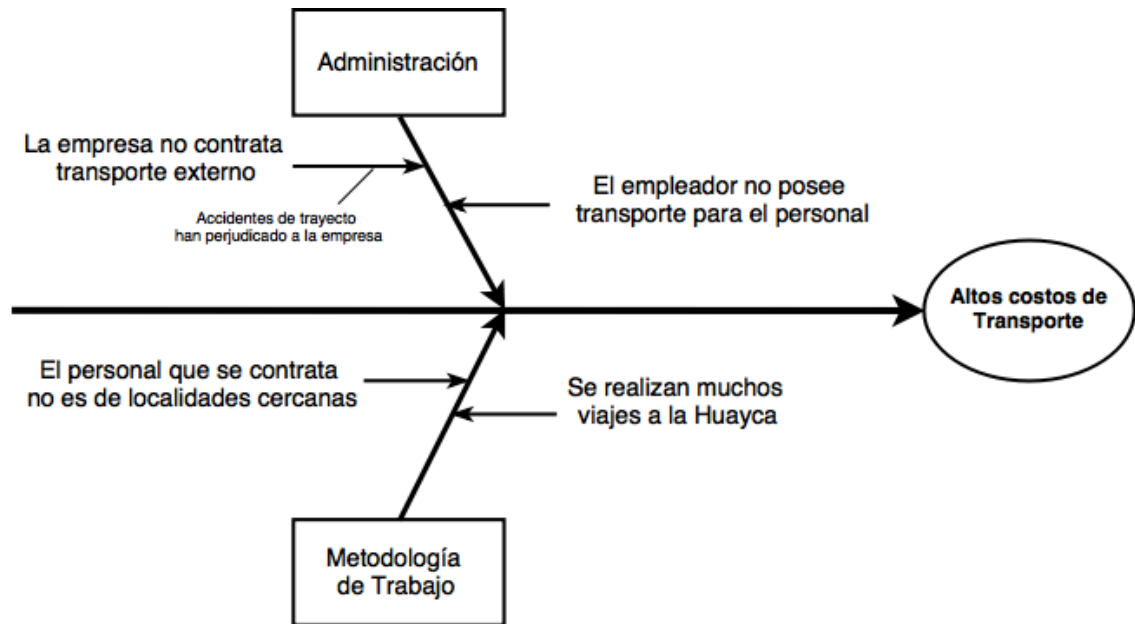 Administración
La empresa no contrata
transporte externo
Accidentes de trayecto
han perjudicado a la empresa
El empleador no posee
transporte para el personal
Altos costos de
Transporte
El personal que se contrata
no es de localidades cercanas
Se realizan muchos
viajes a la Huayca
Metodología
de Trabajo